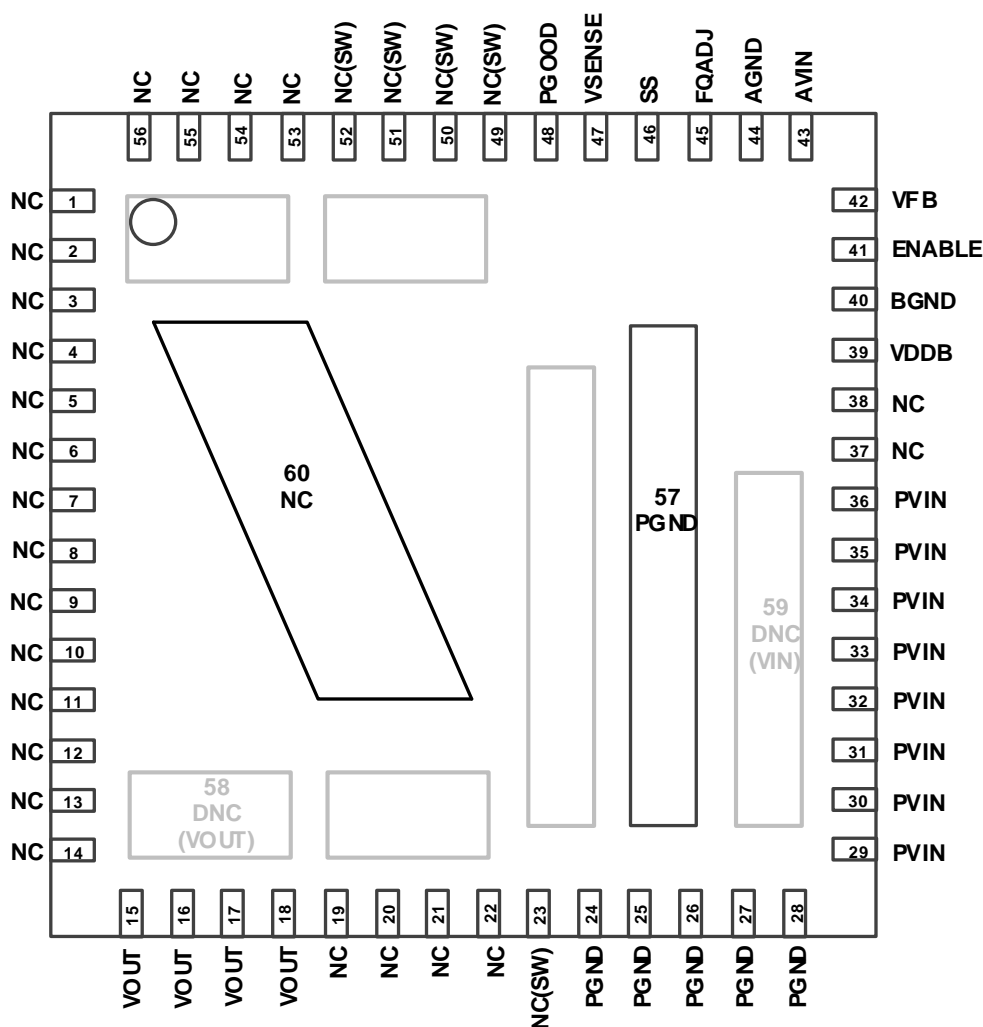 NC
NC
NC
NC
NC(SW)
NC(SW)
NC(SW)
NC(SW)
PGOOD
VSENSE
SS
FQADJ
AGND
AVIN
56
55
54
53
52
51
50
49
48
47
46
45
44
43
NC 1
NC 2
NC 3
NC 4
NC 5
NC 6
NC 7
NC 8
NC 9
NC 10
NC 11
NC 12
NC 13
NC 14
60
NC
57
PGND
59
DNC
(VIN)
58
DNC
(VOUT)
42 VFB
41 ENABLE
40 BGND
39 VDDB
38 NC
37 NC
36 PVIN
35 PVIN
34 PVIN
33 PVIN
32 PVIN
31 PVIN
30 PVIN
29 PVIN
15
16
17
18
19
20
21
22
23
24
25
26
27
28
VOUT
VOUT
VOUT
VOUT
NC
NC
NC
NC
NC(SW)
PGND
PGND
PGND
PGND
PGND